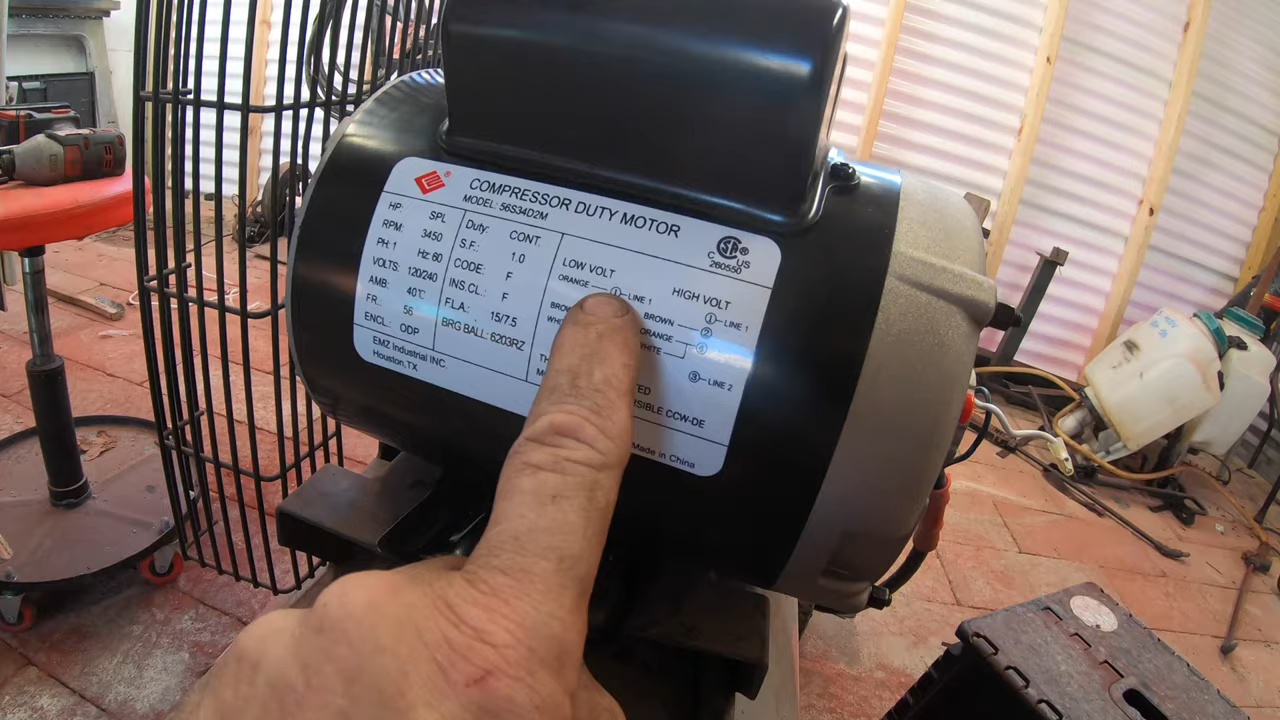 COMPRESSOR DUTY MOTOR
MODEL: 56S34D2M
HP: SPL
RPM: 3450
PH: 1 Hz 60
VOLTS: 120/240
AMB: 40℃
FR.: 56
ENCL.: ODP
EMZ Industrial INC.
Houston,TX
Duty: CONT.
S.F.: 1.0
CODE: F
INS.CL.: F
F.L.A.: 15/7.5
BRG BALL: 6203RZ
LOW VOLT
ORANGE 1 LINE 1
HIGH VOLT
1 LINE 1
BROWN 2
ORANGE
WHITE
3 LINE 2
CCW-DE
Made in China
C US
260550